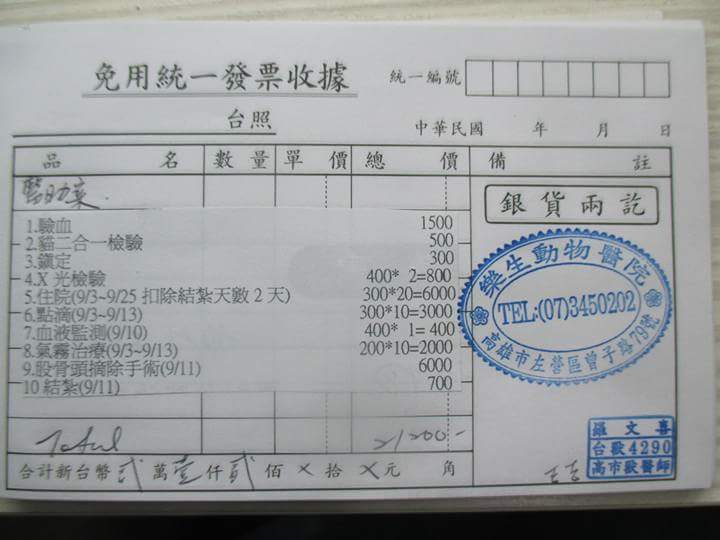 免用統一發票收據
統一編號
台照
中華民國 年 月 日
品名 數量 單價 總價 備註
銀貨兩訖
1.驗血 1500
2.貓二合一檢驗 500
3.鎮定 300
4.X 光檢驗 400* 2=800
5.住院(9/3~9/25 扣除結紮天數 2 天) 300*20=6000
6.點滴(9/3~9/13) 300*10=3000
7.血液監測(9/10) 400* 1= 400
8.氣霧治療(9/3~9/13) 200*10=2000
9.股骨頭摘除手術(9/11) 6000
10 結紮(9/11) 700
Total 21200-
合計新台幣 貳 萬 壹 仟 貳 佰 X 拾 X 元 角
樂生動物醫院
TEL:(07)3450202
高雄市左營區曾子路79號
羅文喜
台歐4290
高市獸醫師